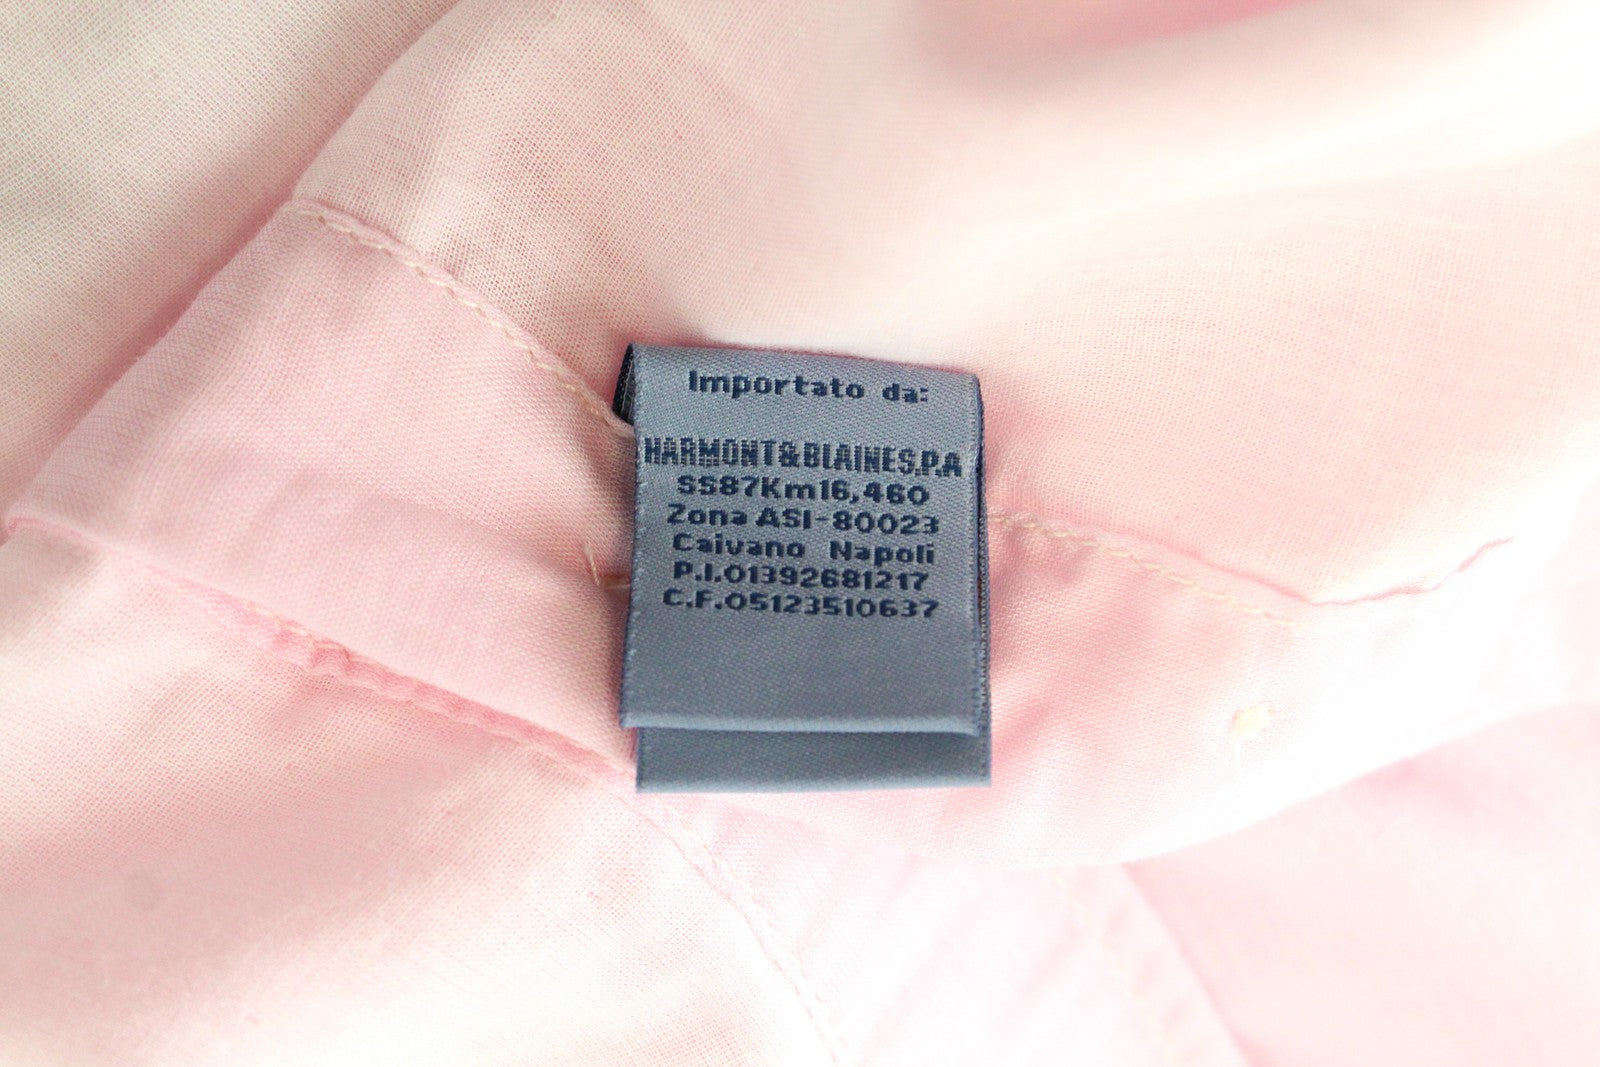 Importato da:
HARMONT&BLAINES.P.A
SS87Km16,460
Zona ASI-80023
Caivano Napoli
P.I.01392681217
C.F.05123510637